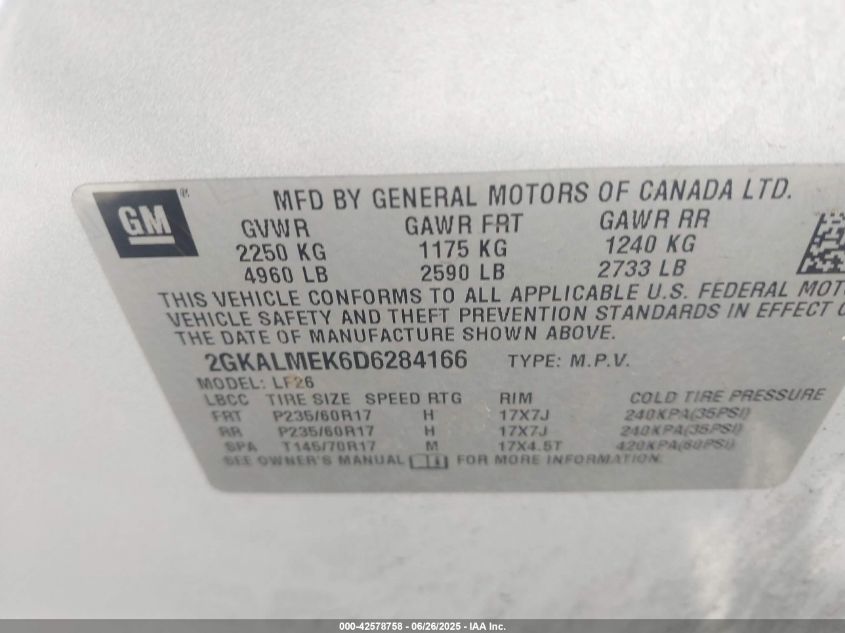 GM ®
MFD BY GENERAL MOTORS OF CANADA LTD.
GVWR GAWR FRT GAWR RR
2250 KG 1175 KG 1240 KG
4960 LB 2590 LB 2733 LB
THIS VEHICLE CONFORMS TO ALL APPLICABLE U.S. FEDERAL MOT
VEHICLE SAFETY AND THEFT PREVENTION STANDARDS IN EFFECT O
THE DATE OF MANUFACTURE SHOWN ABOVE.
2GKALMEK6D6284166 TYPE: M.P.V.
MODEL: LF26
LBCC TIRE SIZE SPEED RTG RIM COLD TIRE PRESSURE
FRT P235/60R17 H 17X7J 240KPA(35PSI)
RR P235/60R17 H 17X7J 240KPA(35PSI)
SPA T145/70R17 M 17X4.5T 420KPA(60PSI)
SEE OWNER'S MANUAL FOR MORE INFORMATION.
000-42578758 - 06/26/2025 - IAA Inc.